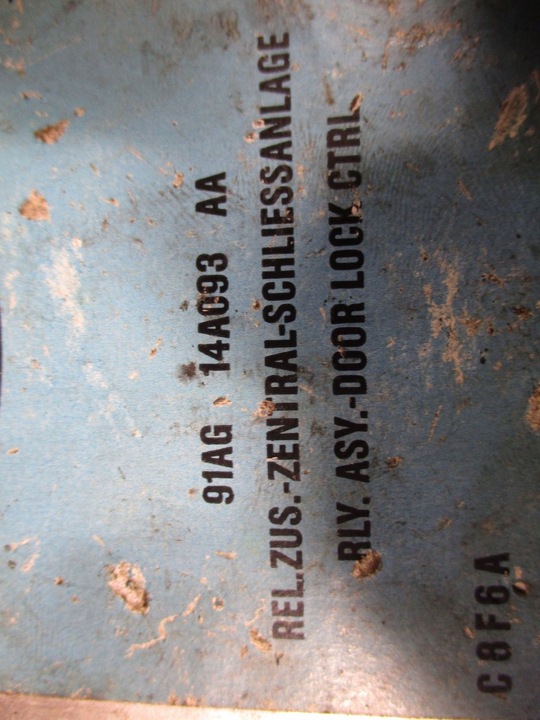 91AG 14A093 AA
REL.ZUS.-ZENTRAL-SCHLIESSANLAGE
RLY. ASY.-DOOR LOCK CTRL
C8F6A